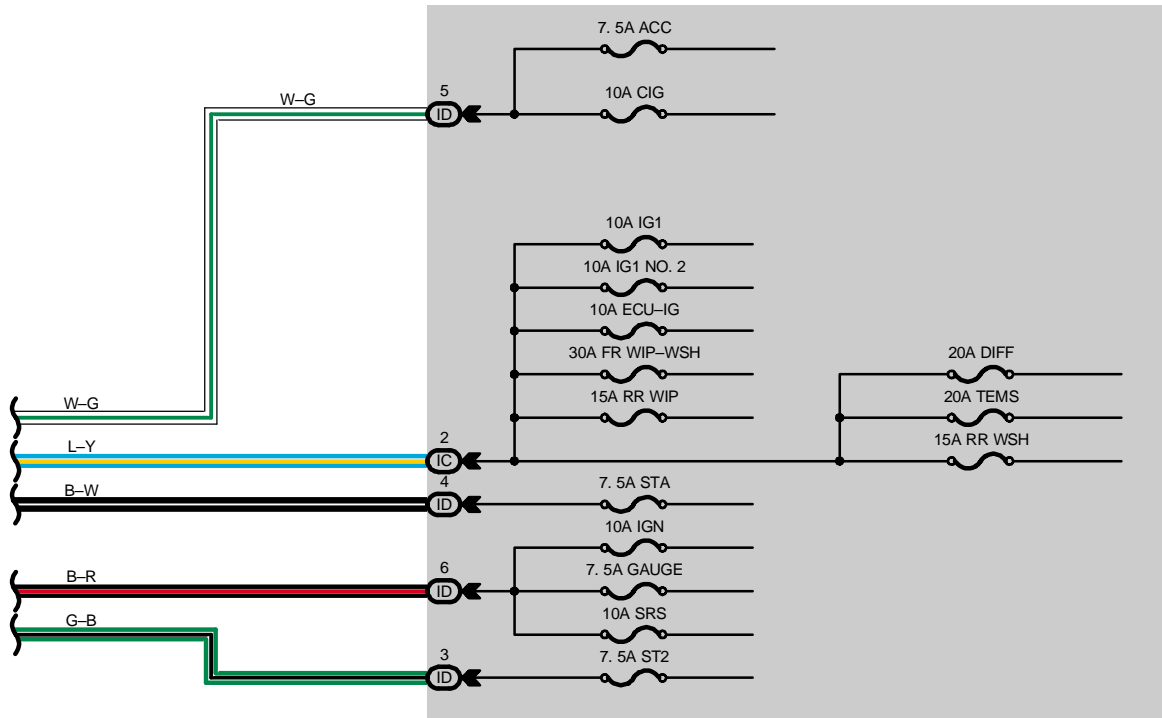 7. 5A ACC
W–G
5
ID
10A CIG
10A IG1
10A IG1 NO. 2
10A ECU–IG
30A FR WIP–WSH
20A DIFF
W–G
15A RR WIP
20A TEMS
L–Y
2
IC
15A RR WSH
B–W
4
ID
7. 5A STA
10A IGN
B–R
6
ID
7. 5A GAUGE
G–B
10A SRS
3
ID
7. 5A ST2